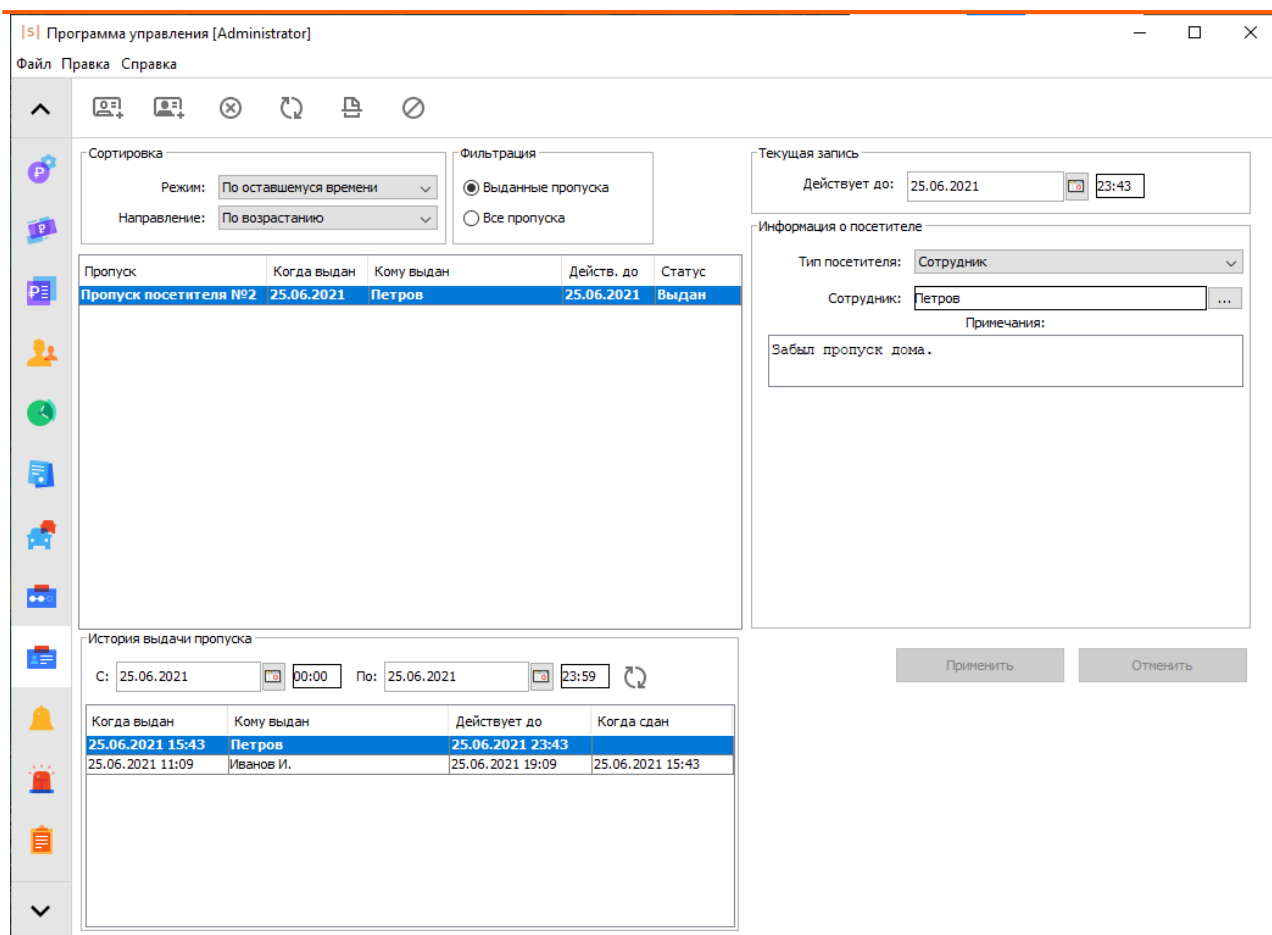 |S| Программа управления [Administrator]
Файл Правка Справка
Сортировка
Режим: По оставшемуся времени
Направление: По возрастанию
Фильтрация
Выданные пропуска
Все пропуска
Пропуск Когда выдан Кому выдан Действ. до Статус
Пропуск посетителя №2 25.06.2021 Петров 25.06.2021 Выдан
Текущая запись
Действует до: 25.06.2021 23:43
Информация о посетителе
Тип посетителя: Сотрудник
Сотрудник: Петров ...
Примечания:
Забыл пропуск дома.
Применить Отменить
История выдачи пропуска
С: 25.06.2021 00:00 По: 25.06.2021 23:59
Когда выдан Кому выдан Действует до Когда сдан
25.06.2021 15:43 Петров 25.06.2021 23:43
25.06.2021 11:09 Иванов И. 25.06.2021 19:09 25.06.2021 15:43